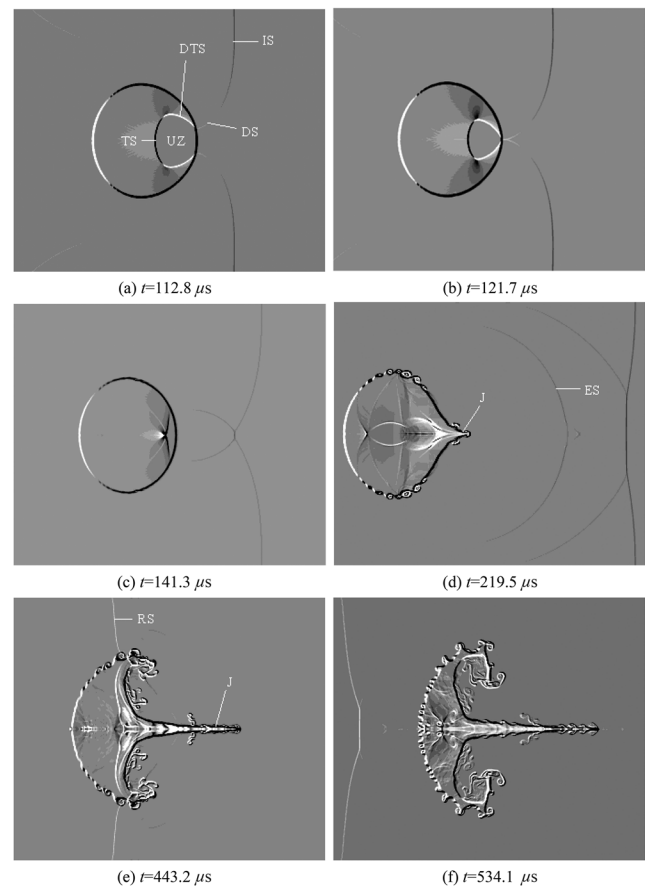 IS
DTS
DS
TS
UZ
(a) t=112.8 μs
(b) t=121.7 μs
(c) t=141.3 μs
ES
J
(d) t=219.5 μs
RS
J
(e) t=443.2 μs
(f) t=534.1 μs